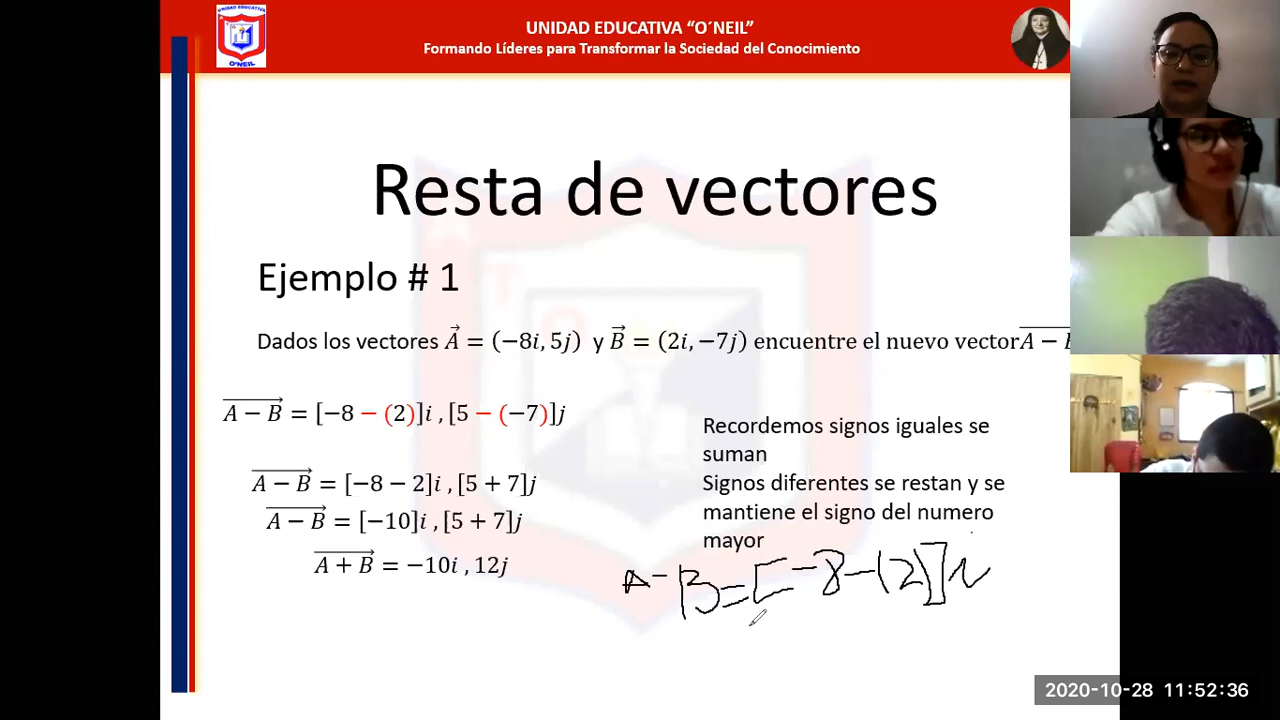 UNIDAD EDUCATIVA “O´NEIL”
Formando Líderes para Transformar la Sociedad del Conocimiento
O'NEIL
Resta de vectores
Ejemplo # 1
Dados los vectores A⃗ = (−8i, 5j) y B⃗ = (2i, −7j) encuentre el nuevo vector A − B
A − B = [−8 − (2)]i , [5 − (−7)]j
Recordemos signos iguales se
suman
A − B = [−8 − 2]i , [5 + 7]j
Signos diferentes se restan y se
mantiene el signo del numero
mayor
A − B = [−10]i , [5 + 7]j
A + B = −10i , 12j
A - B = [-8-(2)]i
2020-10-28 11:52:36